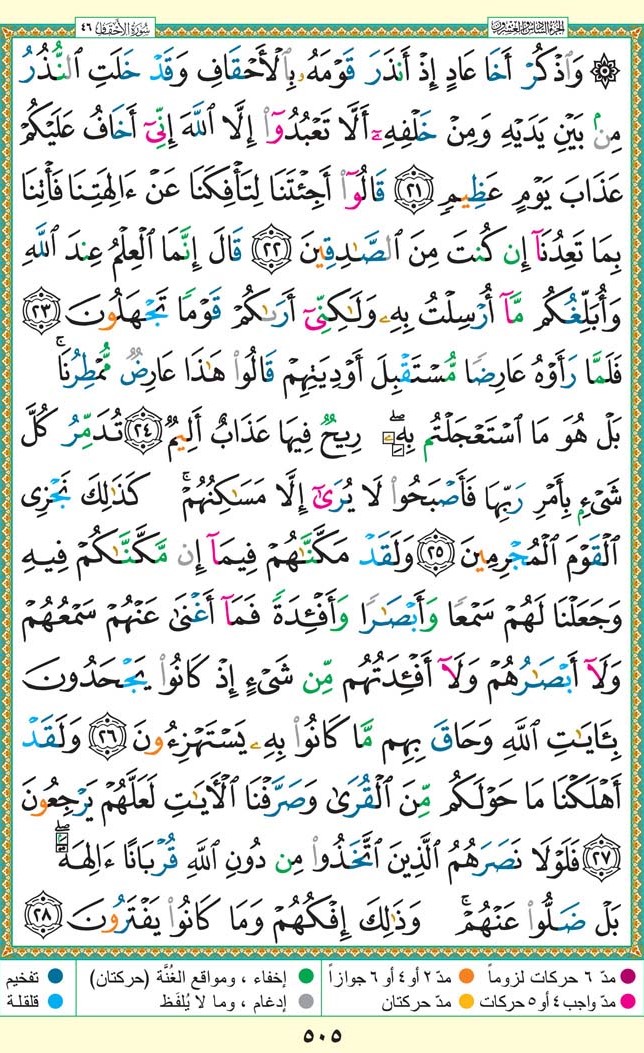 سورة الأحقاف ٤٦ الجزء السادس والعشرون
۞ وَٱذْكُرْ أَخَا عَادٍ إِذْ أَنذَرَ قَوْمَهُۥ بِٱلْأَحْقَافِ وَقَدْ خَلَتِ ٱلنُّذُرُ
مِنۢ بَيْنِ يَدَيْهِ وَمِنْ خَلْفِهِۦٓ أَلَّا تَعْبُدُوٓا۟ إِلَّا ٱللَّهَ إِنِّىٓ أَخَافُ عَلَيْكُمْ
عَذَابَ يَوْمٍ عَظِيمٍ ٢١ قَالُوٓا۟ أَجِئْتَنَا لِتَأْفِكَنَا عَنْ ءَالِهَتِنَا فَأْتِنَا
بِمَا تَعِدُنَآ إِن كُنتَ مِنَ ٱلصَّـٰدِقِينَ ٢٢ قَالَ إِنَّمَا ٱلْعِلْمُ عِندَ ٱللَّهِ
وَأُبَلِّغُكُم مَّآ أُرْسِلْتُ بِهِۦ وَلَـٰكِنِّىٓ أَرَىٰكُمْ قَوْمًا تَجْهَلُونَ ٢٣
فَلَمَّا رَأَوْهُ عَارِضًا مُّسْتَقْبِلَ أَوْدِيَتِهِمْ قَالُوا۟ هَـٰذَا عَارِضٌ مُّمْطِرُنَا ۚ
بَلْ هُوَ مَا ٱسْتَعْجَلْتُم بِهِۦ ۖ رِيحٌ فِيهَا عَذَابٌ أَلِيمٌ ٢٤ تُدَمِّرُ كُلَّ
شَىْءٍۭ بِأَمْرِ رَبِّهَا فَأَصْبَحُوا۟ لَا يُرَىٰٓ إِلَّا مَسَـٰكِنُهُمْ ۚ كَذَٰلِكَ نَجْزِى
ٱلْقَوْمَ ٱلْمُجْرِمِينَ ٢٥ وَلَقَدْ مَكَّنَّـٰهُمْ فِيمَآ إِن مَّكَّنَّـٰكُمْ فِيهِ
وَجَعَلْنَا لَهُمْ سَمْعًا وَأَبْصَـٰرًا وَأَفْـِٔدَةً فَمَآ أَغْنَىٰ عَنْهُمْ سَمْعُهُمْ
وَلَآ أَبْصَـٰرُهُمْ وَلَآ أَفْـِٔدَتُهُم مِّن شَىْءٍ إِذْ كَانُوا۟ يَجْحَدُونَ
بِـَٔايَـٰتِ ٱللَّهِ وَحَاقَ بِهِم مَّا كَانُوا۟ بِهِۦ يَسْتَهْزِءُونَ ٢٦ وَلَقَدْ
أَهْلَكْنَا مَا حَوْلَكُم مِّنَ ٱلْقُرَىٰ وَصَرَّفْنَا ٱلْـَٔايَـٰتِ لَعَلَّهُمْ يَرْجِعُونَ
٢٧ فَلَوْلَا نَصَرَهُمُ ٱلَّذِينَ ٱتَّخَذُوا۟ مِن دُونِ ٱللَّهِ قُرْبَانًا ءَالِهَةًۢ ۖ
بَلْ ضَلُّوا۟ عَنْهُمْ ۚ وَذَٰلِكَ إِفْكُهُمْ وَمَا كَانُوا۟ يَفْتَرُونَ ٢٨
مدّ ٦ حركات لزوماً مدّ ٢ أو ٤ أو ٦ جوازاً إخفاء ، ومواقع الغُنَّة (حركتان) تفخيم
مدّ واجب ٤ أو ٥ حركات مدّ حركتان إدغام ، وما لا يُلفَظ قلقلة
٥٠٥